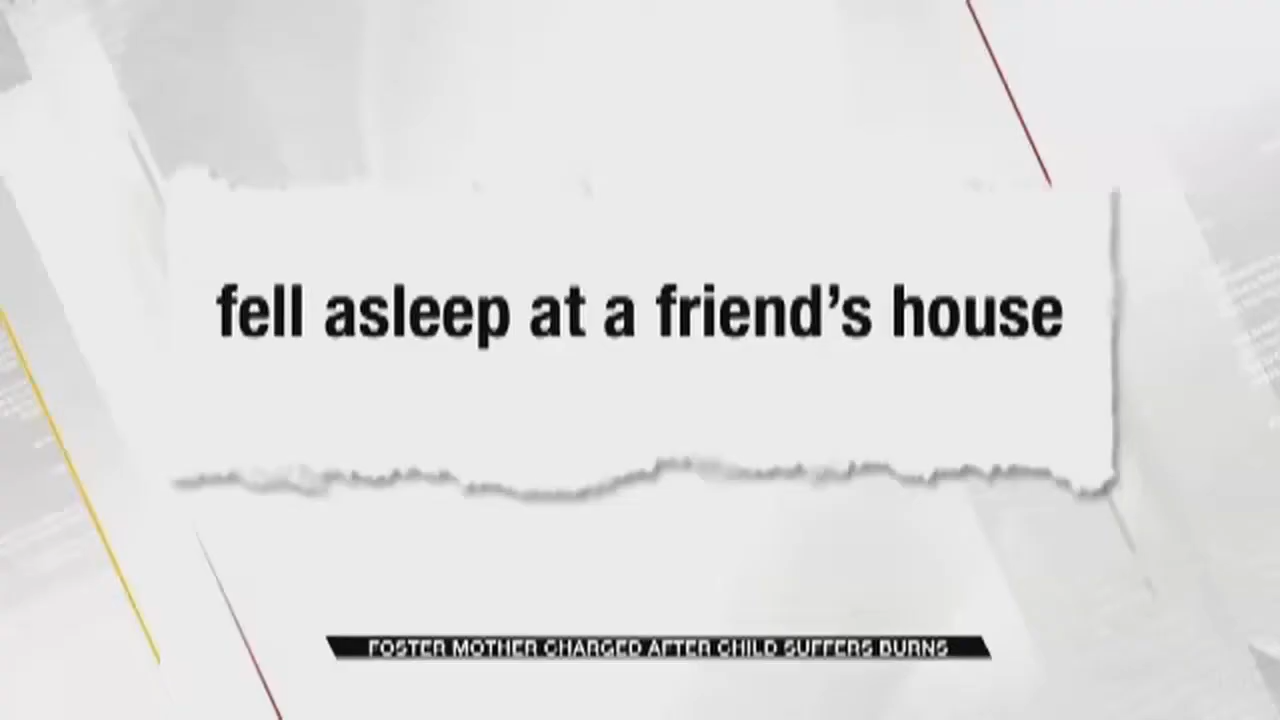 fell asleep at a friend’s house
FOSTER MOTHER CHARGED AFTER CHILD SUFFERS BURNS